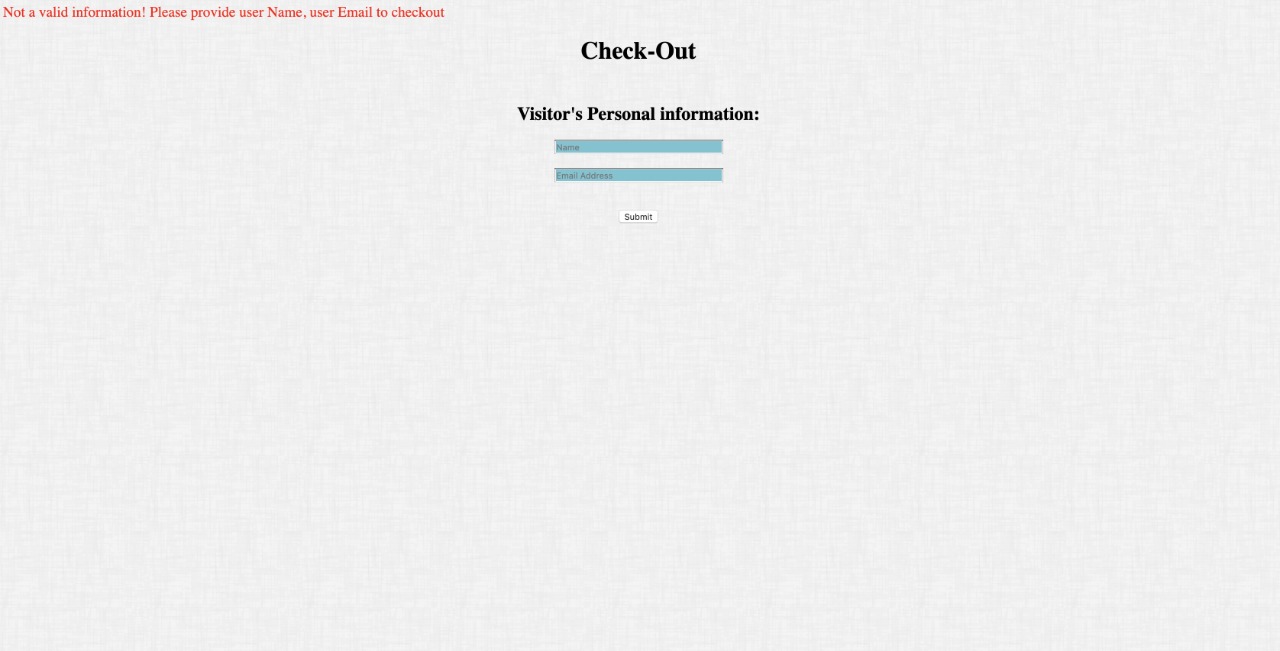 Not a valid information! Please provide user Name, user Email to checkout
Check-Out
Visitor's Personal information:
Name
Email Address
Submit